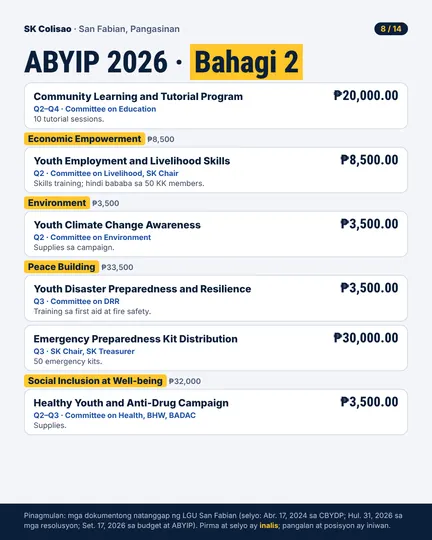 SK Colisao · San Fabian, Pangasinan
8 / 14
ABYIP 2026 · Bahagi 2
Community Learning and Tutorial Program ₱20,000.00
Q2–Q4 · Committee on Education
10 tutorial sessions.
Economic Empowerment ₱8,500
Youth Employment and Livelihood Skills ₱8,500.00
Q2 · Committee on Livelihood, SK Chair
Skills training; hindi bababa sa 50 KK members.
Environment ₱3,500
Youth Climate Change Awareness ₱3,500.00
Q2 · Committee on Environment
Supplies sa campaign.
Peace Building ₱33,500
Youth Disaster Preparedness and Resilience ₱3,500.00
Q3 · Committee on DRR
Training sa first aid at fire safety.
Emergency Preparedness Kit Distribution ₱30,000.00
Q3 · SK Chair, SK Treasurer
50 emergency kits.
Social Inclusion at Well-being ₱32,000
Healthy Youth and Anti-Drug Campaign ₱3,500.00
Q2–Q3 · Committee on Health, BHW, BADAC
Supplies.
Pinagmulan: mga dokumentong natanggap ng LGU San Fabian (selyo: Abr. 17, 2024 sa CBYDP; Hul. 31, 2026 sa
mga resolusyon; Set. 17, 2026 sa budget at ABYIP). Pirma at selyo ay inalis; pangalan at posisyon ay iniwan.